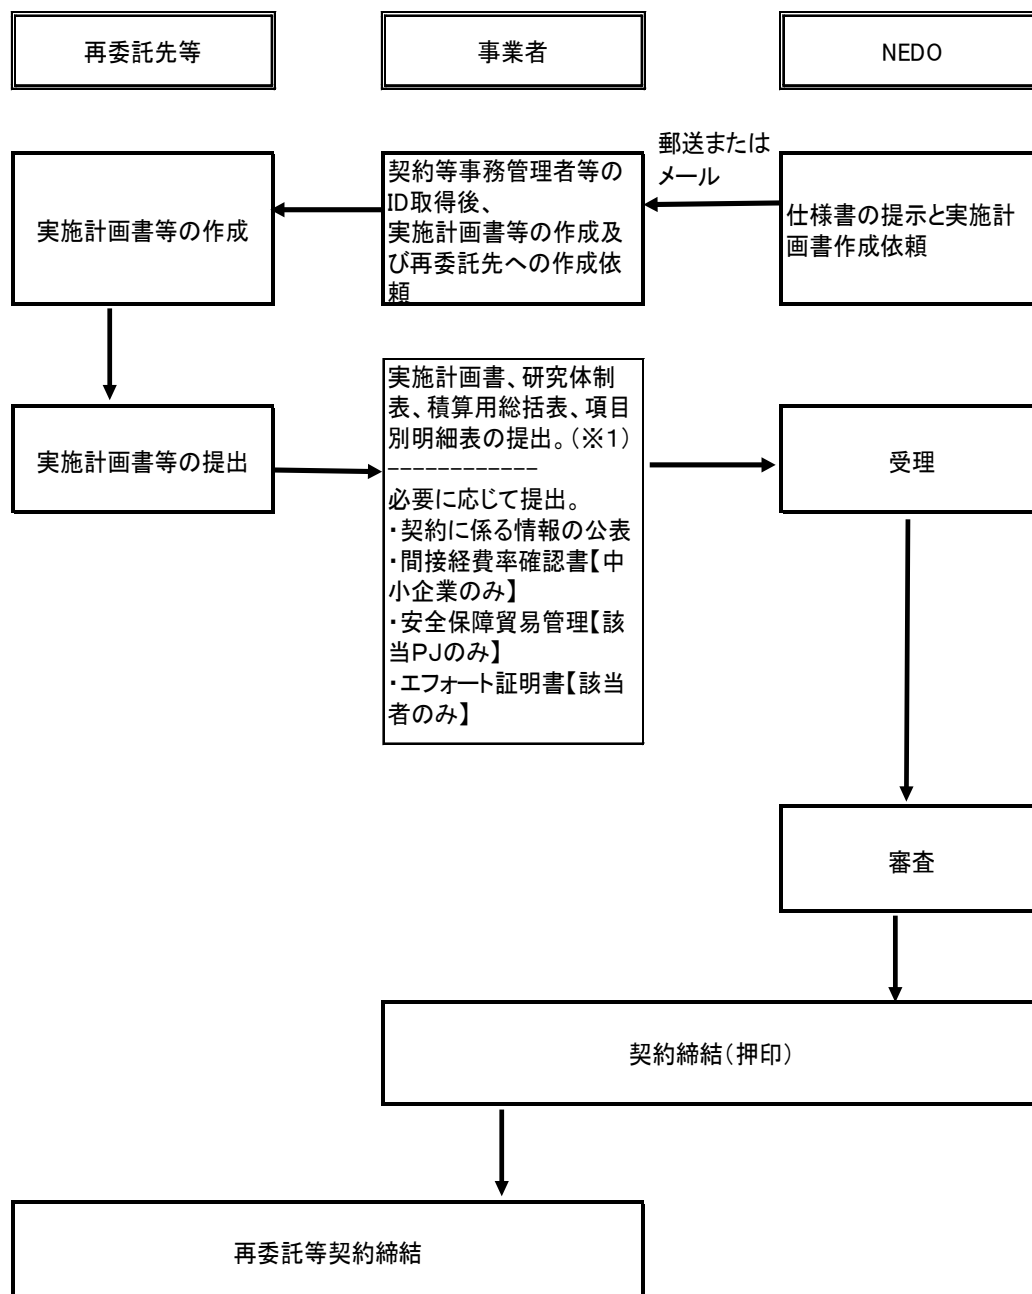 再委託先等
事業者
NEDO
郵送または
メール
実施計画書等の作成
契約等事務管理者等の
ID取得後、
実施計画書等の作成及
び再委託先への作成依
頼
仕様書の提示と実施計
画書作成依頼
実施計画書等の提出
実施計画書、研究体制
表、積算用総括表、項目
別明細表の提出。(※1)
------------
必要に応じて提出。
・契約に係る情報の公表
・間接経費率確認書【中
小企業のみ】
・安全保障貿易管理【該
当PJのみ】
・エフォート証明書【該当
者のみ】
受理
審査
契約締結(押印)
再委託等契約締結